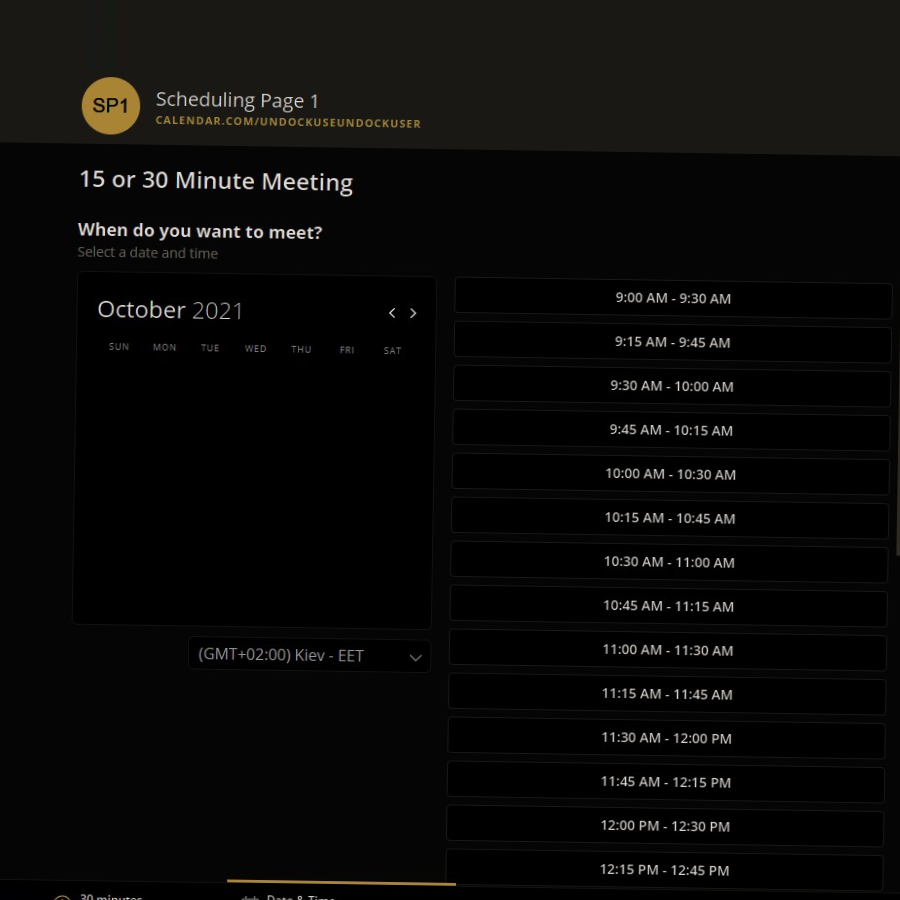 SP1
Scheduling Page 1
CALENDAR.COM/UNDOCKUSEUNDOCKUSER
15 or 30 Minute Meeting
When do you want to meet?
Select a date and time
October 2021
SUN MON TUE WED THU FRI SAT
(GMT+02:00) Kiev - EET
9:00 AM - 9:30 AM
9:15 AM - 9:45 AM
9:30 AM - 10:00 AM
9:45 AM - 10:15 AM
10:00 AM - 10:30 AM
10:15 AM - 10:45 AM
10:30 AM - 11:00 AM
10:45 AM - 11:15 AM
11:00 AM - 11:30 AM
11:15 AM - 11:45 AM
11:30 AM - 12:00 PM
11:45 AM - 12:15 PM
12:00 PM - 12:30 PM
12:15 PM - 12:45 PM
30 minutes
Date & Time